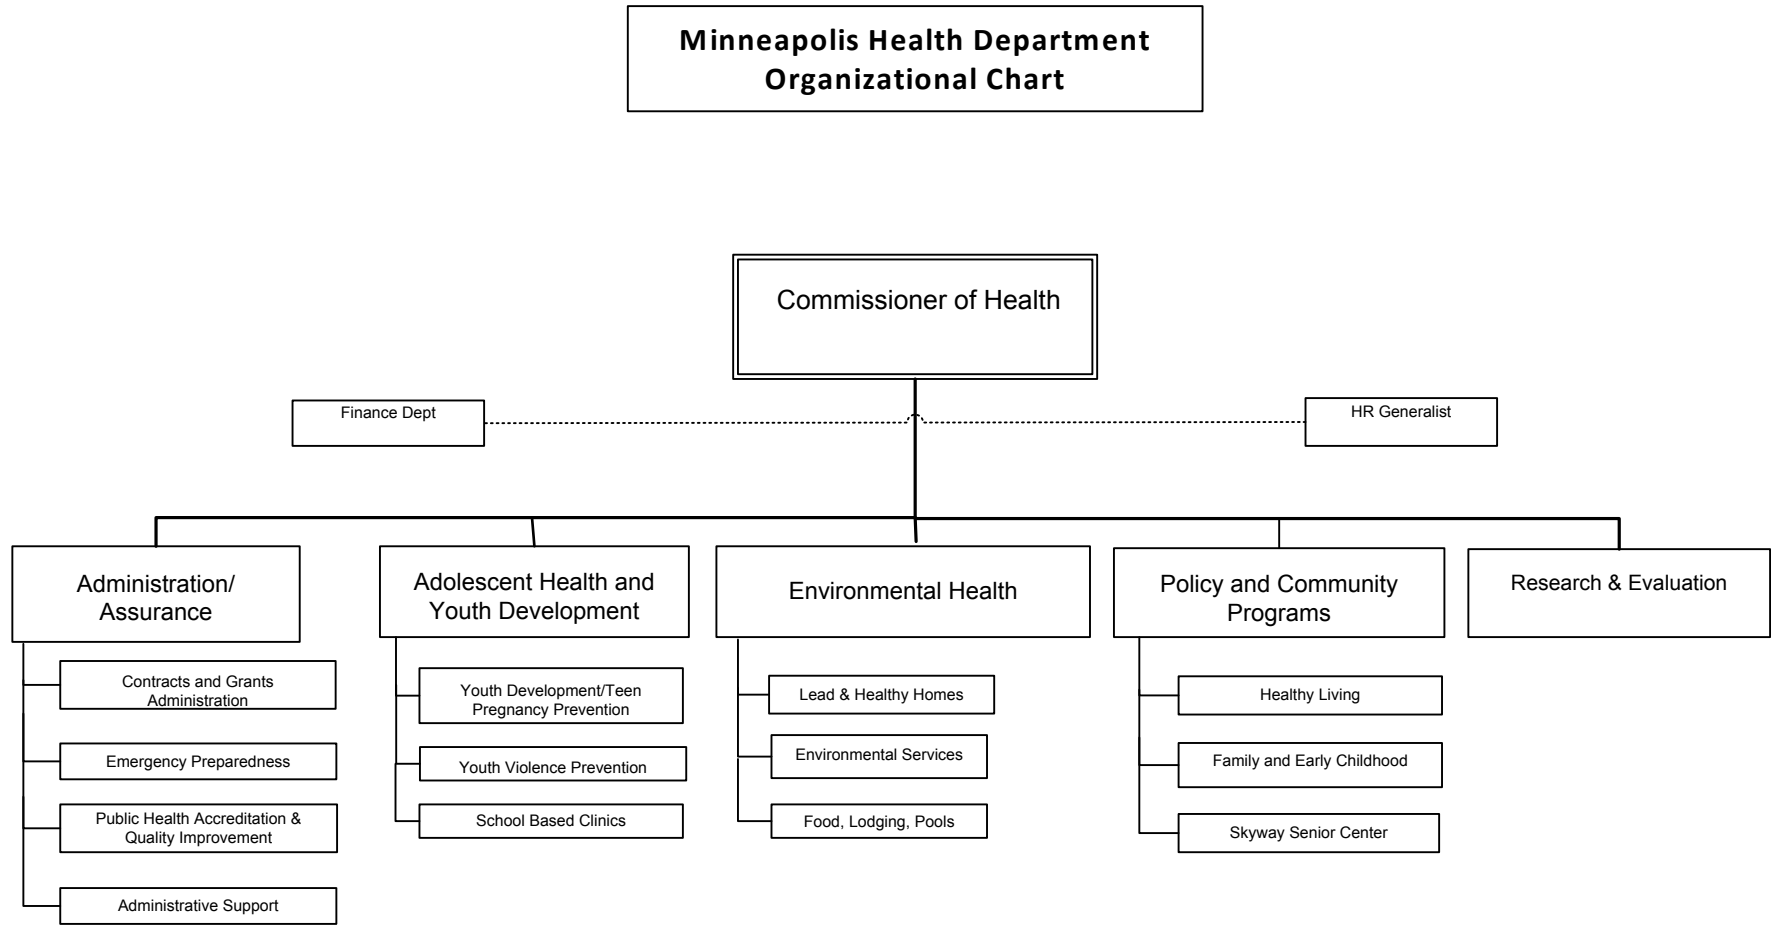 Minneapolis Health Department
Organizational Chart
Commissioner of Health
Finance Dept
HR Generalist
Administration/
Assurance
Contracts and Grants
Administration
Emergency Preparedness
Public Health Accreditation &
Quality Improvement
Administrative Support
Adolescent Health and
Youth Development
Youth Development/Teen
Pregnancy Prevention
Youth Violence Prevention
School Based Clinics
Environmental Health
Lead & Healthy Homes
Environmental Services
Food, Lodging, Pools
Policy and Community
Programs
Healthy Living
Family and Early Childhood
Skyway Senior Center
Research & Evaluation